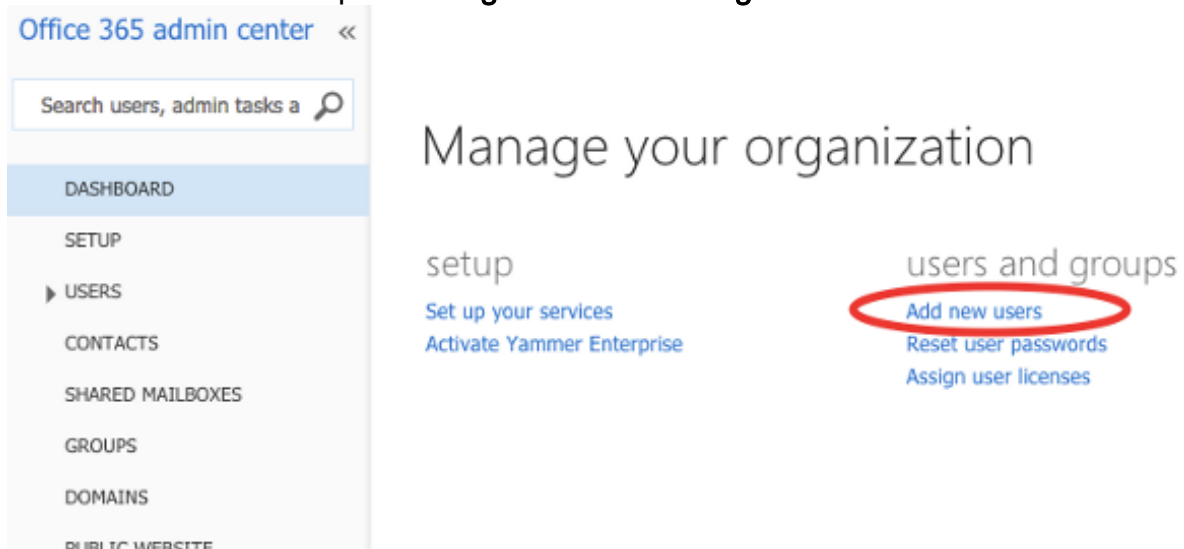 Office 365 admin center «
Search users, admin tasks a
DASHBOARD
SETUP
USERS
CONTACTS
SHARED MAILBOXES
GROUPS
DOMAINS
PUBLIC WEBSITE
Manage your organization
setup
Set up your services
Activate Yammer Enterprise
users and groups
Add new users
Reset user passwords
Assign user licenses